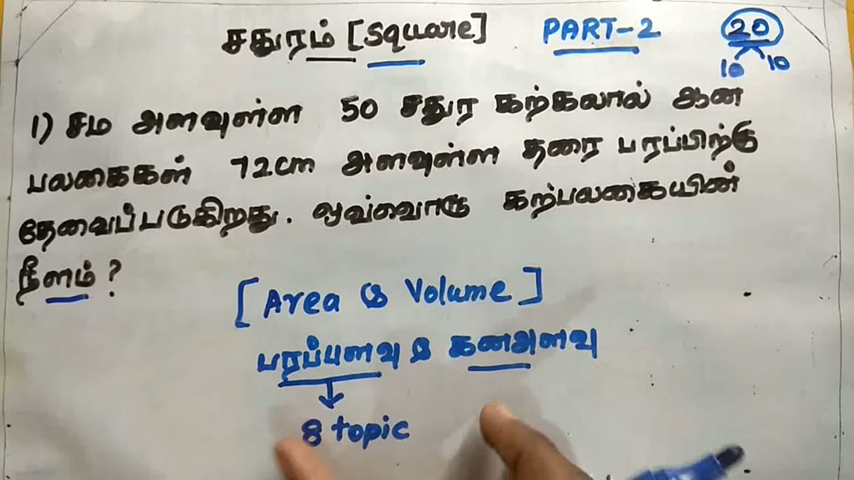 சதுரம் [Square] PART-2
20
10 10
1) சம அளவுள்ள 50 சதுர கற்கலால் ஆன
பலகைகள் 72cm அளவுள்ள தரை பரப்பிற்கு
தேவைப்படுகிறது. ஒவ்வொரு கற்பலகையின்
நீளம் ?
[Area & Volume]
பரப்பளவு & கனஅளவு
8 topic